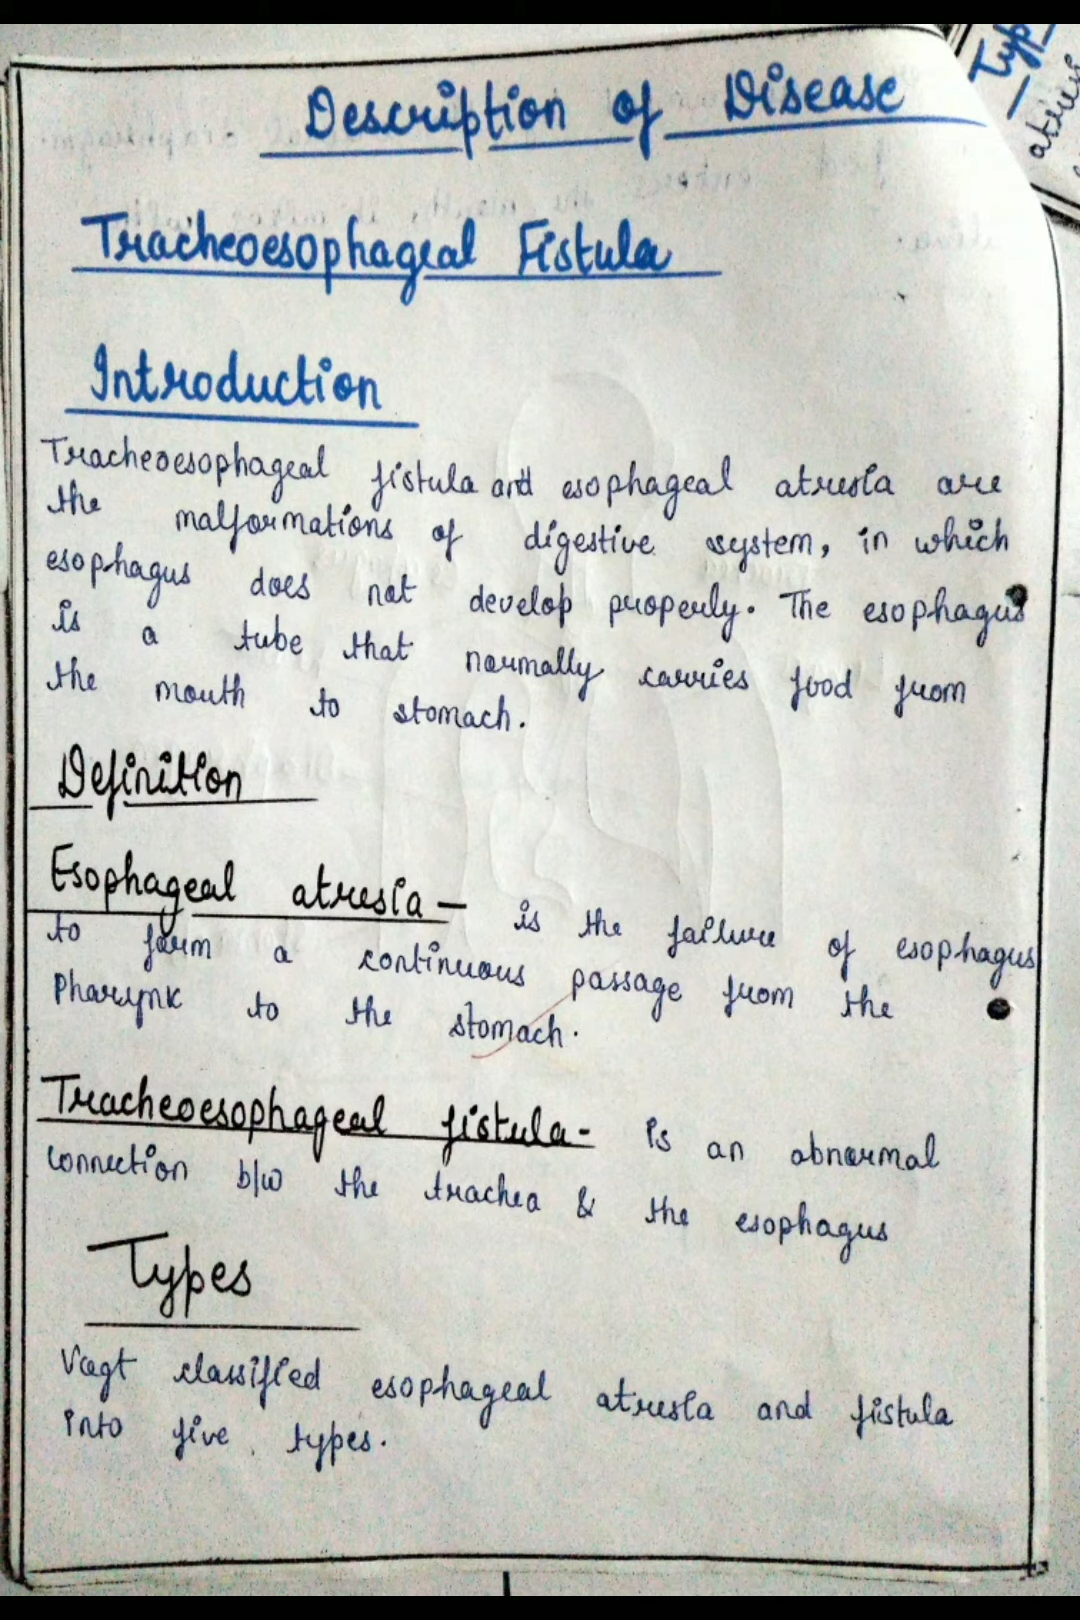 Description of Disease
Tracheoesophageal Fistula
Introduction
Tracheoesophageal fistula and esophageal atresia are
the malformations of digestive system, in which
esophagus does not develop properly. The esophagus
is a tube that normally carries food from
the mouth to stomach.
Definition
Esophageal atresia - is the failure of esophagus
to form a continuous passage from the
Pharynx to the stomach.
Tracheoesophageal fistula - is an abnormal
connection b/w the trachea & the esophagus
Types
Vogt classified esophageal atresia and fistula
into five types.
Typ
atresi